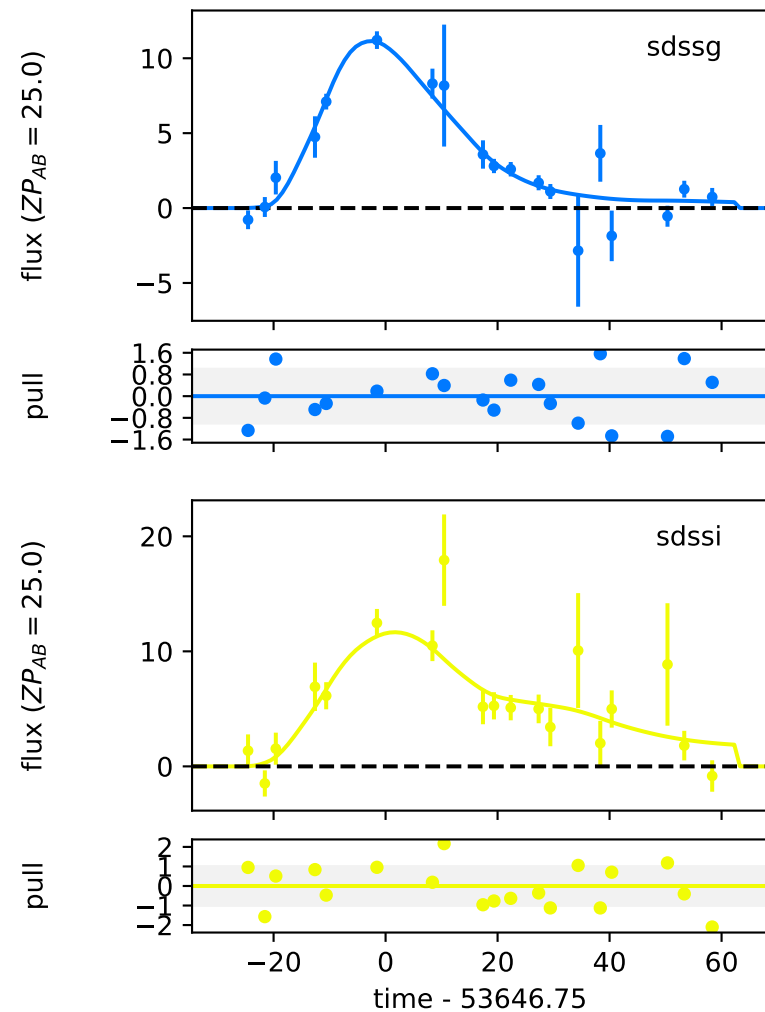 sdssg
flux (ZP_AB = 25.0)
10
5
0
−5
pull
1.6
0.8
0.0
−0.8
−1.6
sdssi
flux (ZP_AB = 25.0)
20
10
0
pull
2
1
0
−1
−2
−20 0 20 40 60
time - 53646.75